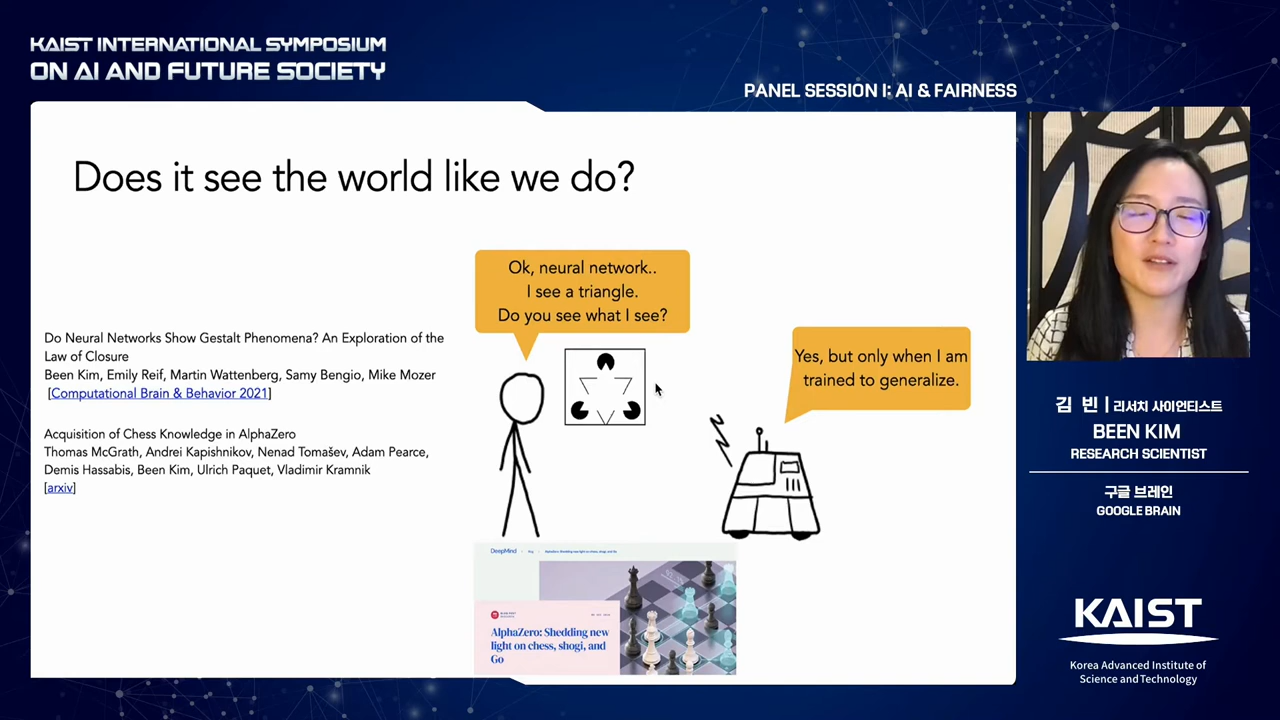 KAIST INTERNATIONAL SYMPOSIUM
ON AI AND FUTURE SOCIETY
PANEL SESSION I: AI & FAIRNESS
Does it see the world like we do?
Ok, neural network..
I see a triangle.
Do you see what I see?
Yes, but only when I am
trained to generalize.
Do Neural Networks Show Gestalt Phenomena? An Exploration of the
Law of Closure
Been Kim, Emily Reif, Martin Wattenberg, Samy Bengio, Mike Mozer
[Computational Brain & Behavior 2021]
Acquisition of Chess Knowledge in AlphaZero
Thomas McGrath, Andrei Kapishnikov, Nenad Tomašev, Adam Pearce,
Demis Hassabis, Been Kim, Ulrich Paquet, Vladimir Kramnik
[arxiv]
DeepMind
AlphaZero: Shedding new
light on chess, shogi, and
Go
김 빈 | 리서치 사이언티스트
BEEN KIM
RESEARCH SCIENTIST
구글 브레인
GOOGLE BRAIN
KAIST
Korea Advanced Institute of
Science and Technology